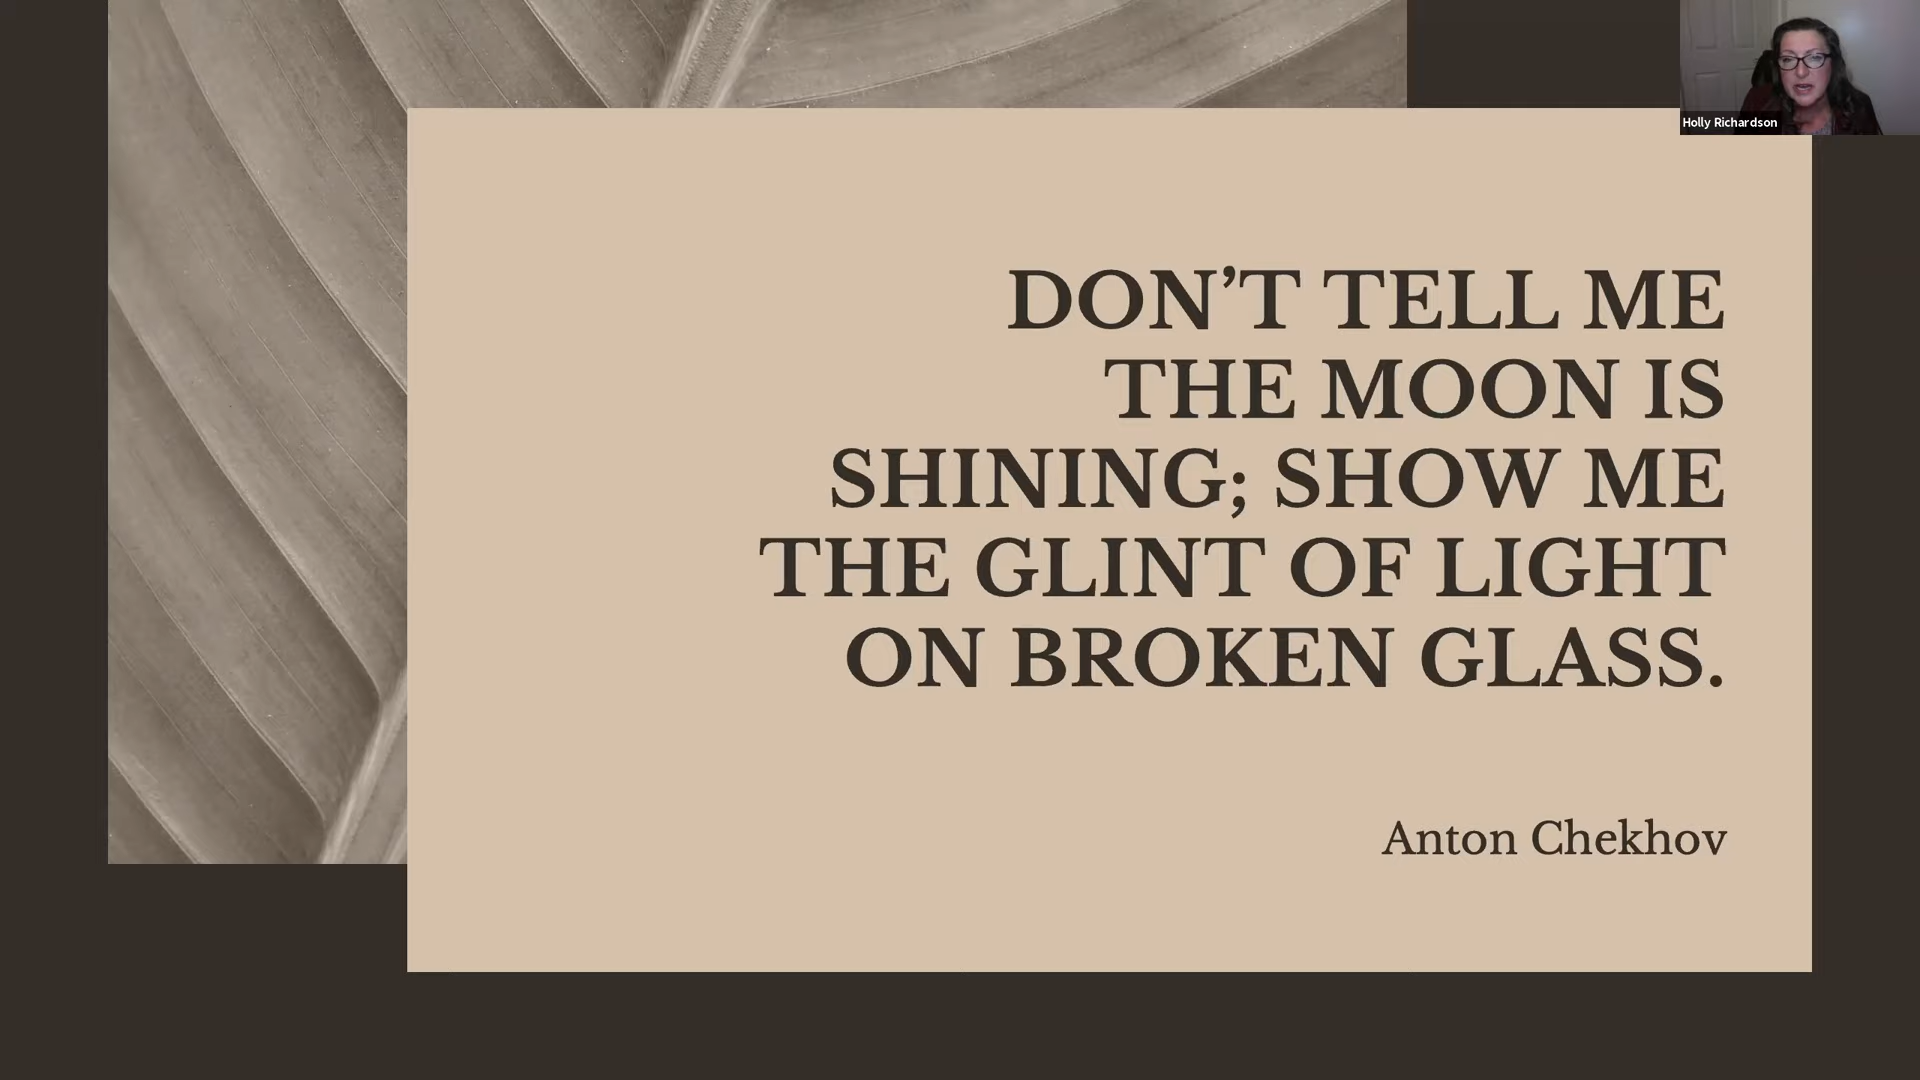 Holly Richardson
DON’T TELL ME
THE MOON IS
SHINING; SHOW ME
THE GLINT OF LIGHT
ON BROKEN GLASS.
Anton Chekhov